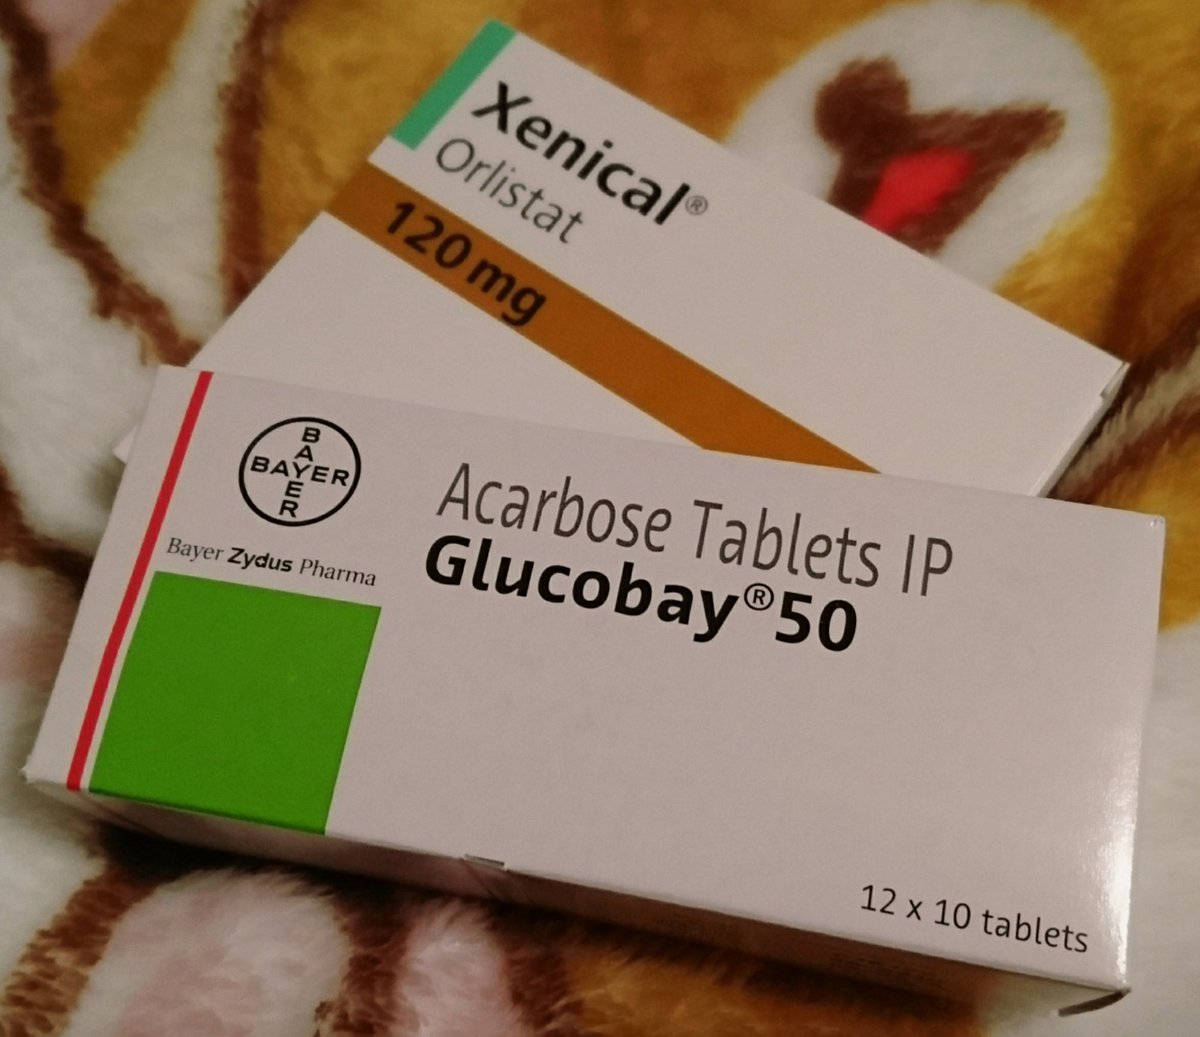 Xenical®
Orlistat
120 mg
BAYER
BAYER
Bayer Zydus Pharma
Acarbose Tablets IP
Glucobay®50
12 x 10 tablets